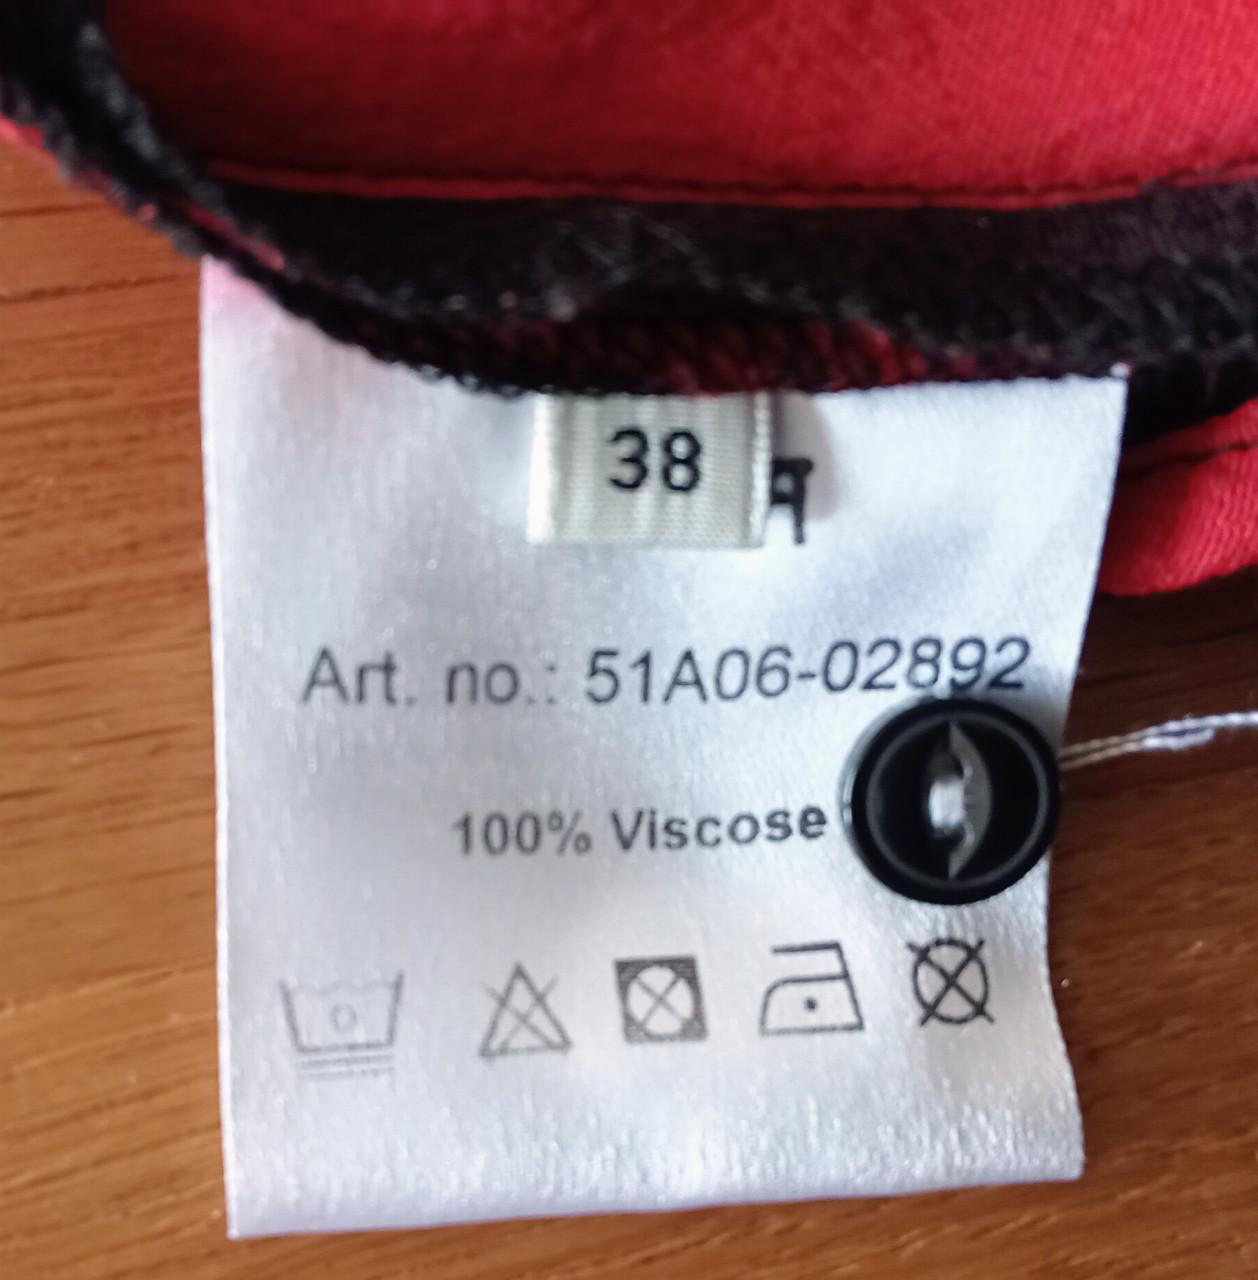 38
Art. no.: 51A06-02892
100% Viscose